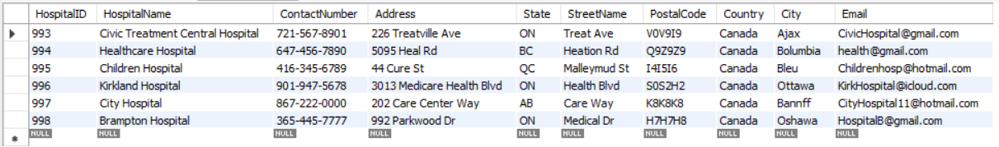 HospitalID HospitalName ContactNumber Address State StreetName PostalCode Country City Email
993 Civic Treatment Central Hospital 721-567-8901 226 Treatville Ave ON Treat Ave V0V9I9 Canada Ajax CivicHospital@gmail.com
994 Healthcare Hospital 647-456-7890 5095 Heal Rd BC Heation Rd Q9Z9Z9 Canada Bolumbia health@gmail.com
995 Children Hospital 416-345-6789 44 Cure St QC Malleymud St I4I5I6 Canada Bleu Childrenhosp@hotmail.com
996 Kirkland Hospital 901-947-5678 3013 Medicare Health Blvd ON Health Blvd S0S2H2 Canada Ottawa KirkHospital@icloud.com
997 City Hospital 867-222-0000 202 Care Center Way AB Care Way K8K8K8 Canada Bannff CityHospital11@hotmail.com
998 Brampton Hospital 365-445-7777 992 Parkwood Dr ON Medical Dr H7H7H8 Canada Oshawa HospitalB@gmail.com
NULL NULL NULL NULL NULL NULL NULL NULL NULL NULL